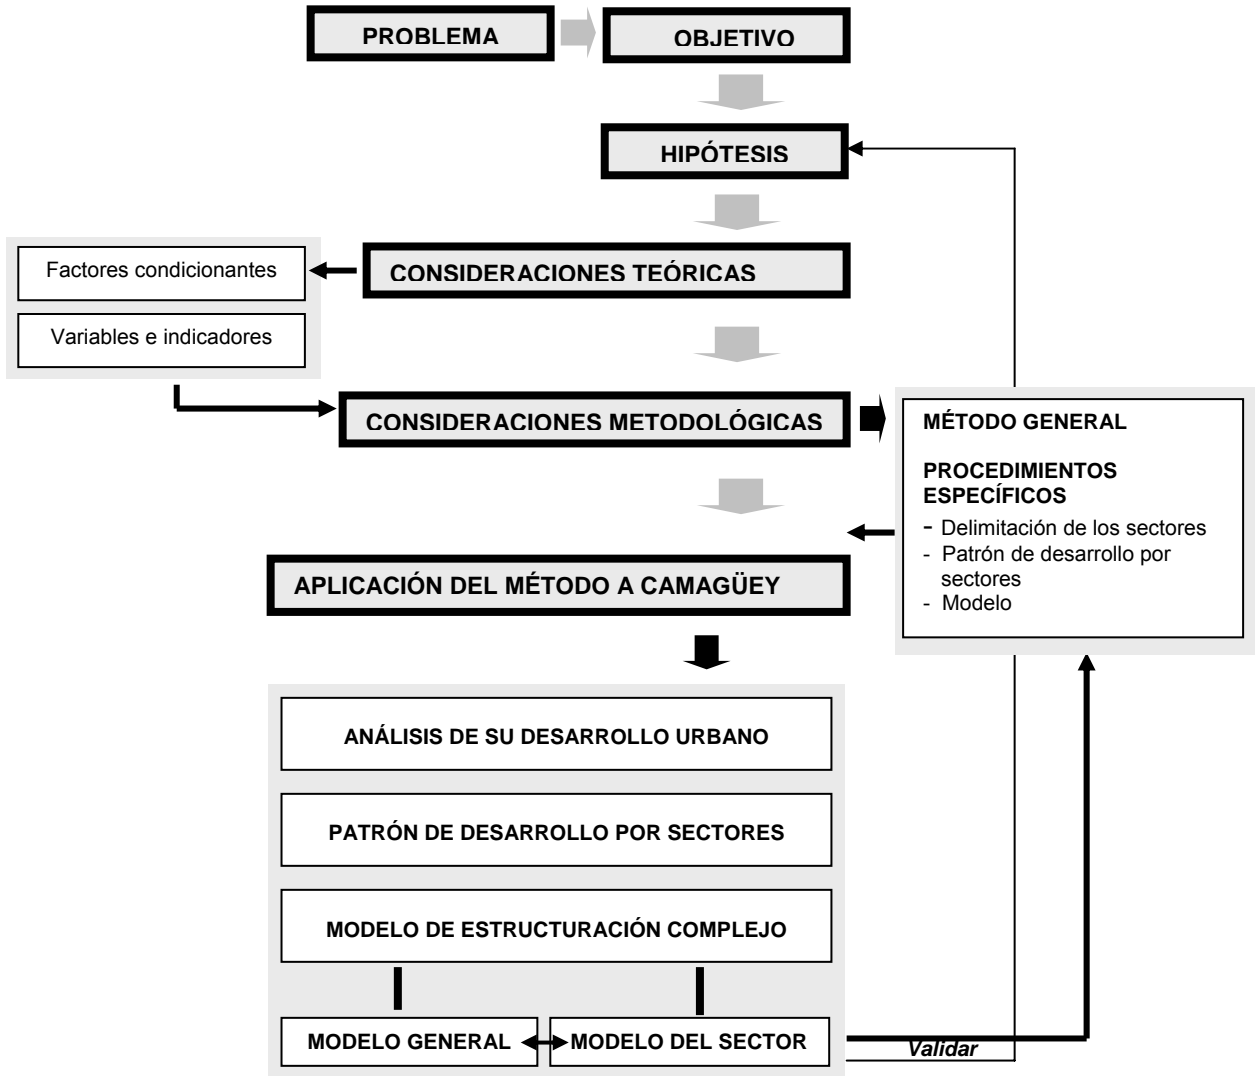 PROBLEMA
OBJETIVO
HIPÓTESIS
CONSIDERACIONES TEÓRICAS
Factores condicionantes
Variables e indicadores
CONSIDERACIONES METODOLÓGICAS
MÉTODO GENERAL
PROCEDIMIENTOS
ESPECÍFICOS
- Delimitación de los sectores
- Patrón de desarrollo por
sectores
- Modelo
APLICACIÓN DEL MÉTODO A CAMAGÜEY
ANÁLISIS DE SU DESARROLLO URBANO
PATRÓN DE DESARROLLO POR SECTORES
MODELO DE ESTRUCTURACIÓN COMPLEJO
MODELO GENERAL
MODELO DEL SECTOR
Validar